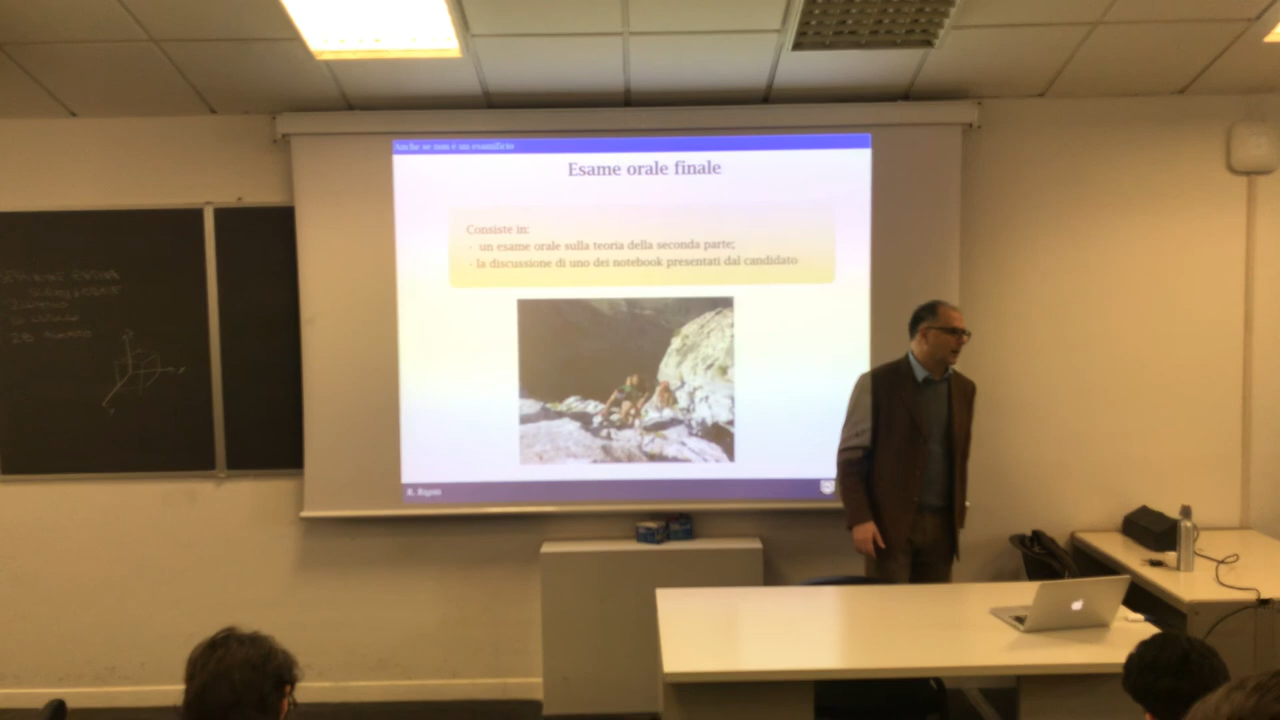 Anche se non è un esamificio
Esame orale finale
Consiste in:
- un esame orale sulla teoria della seconda parte;
- la discussione di uno dei notebook presentati dal candidato
R.